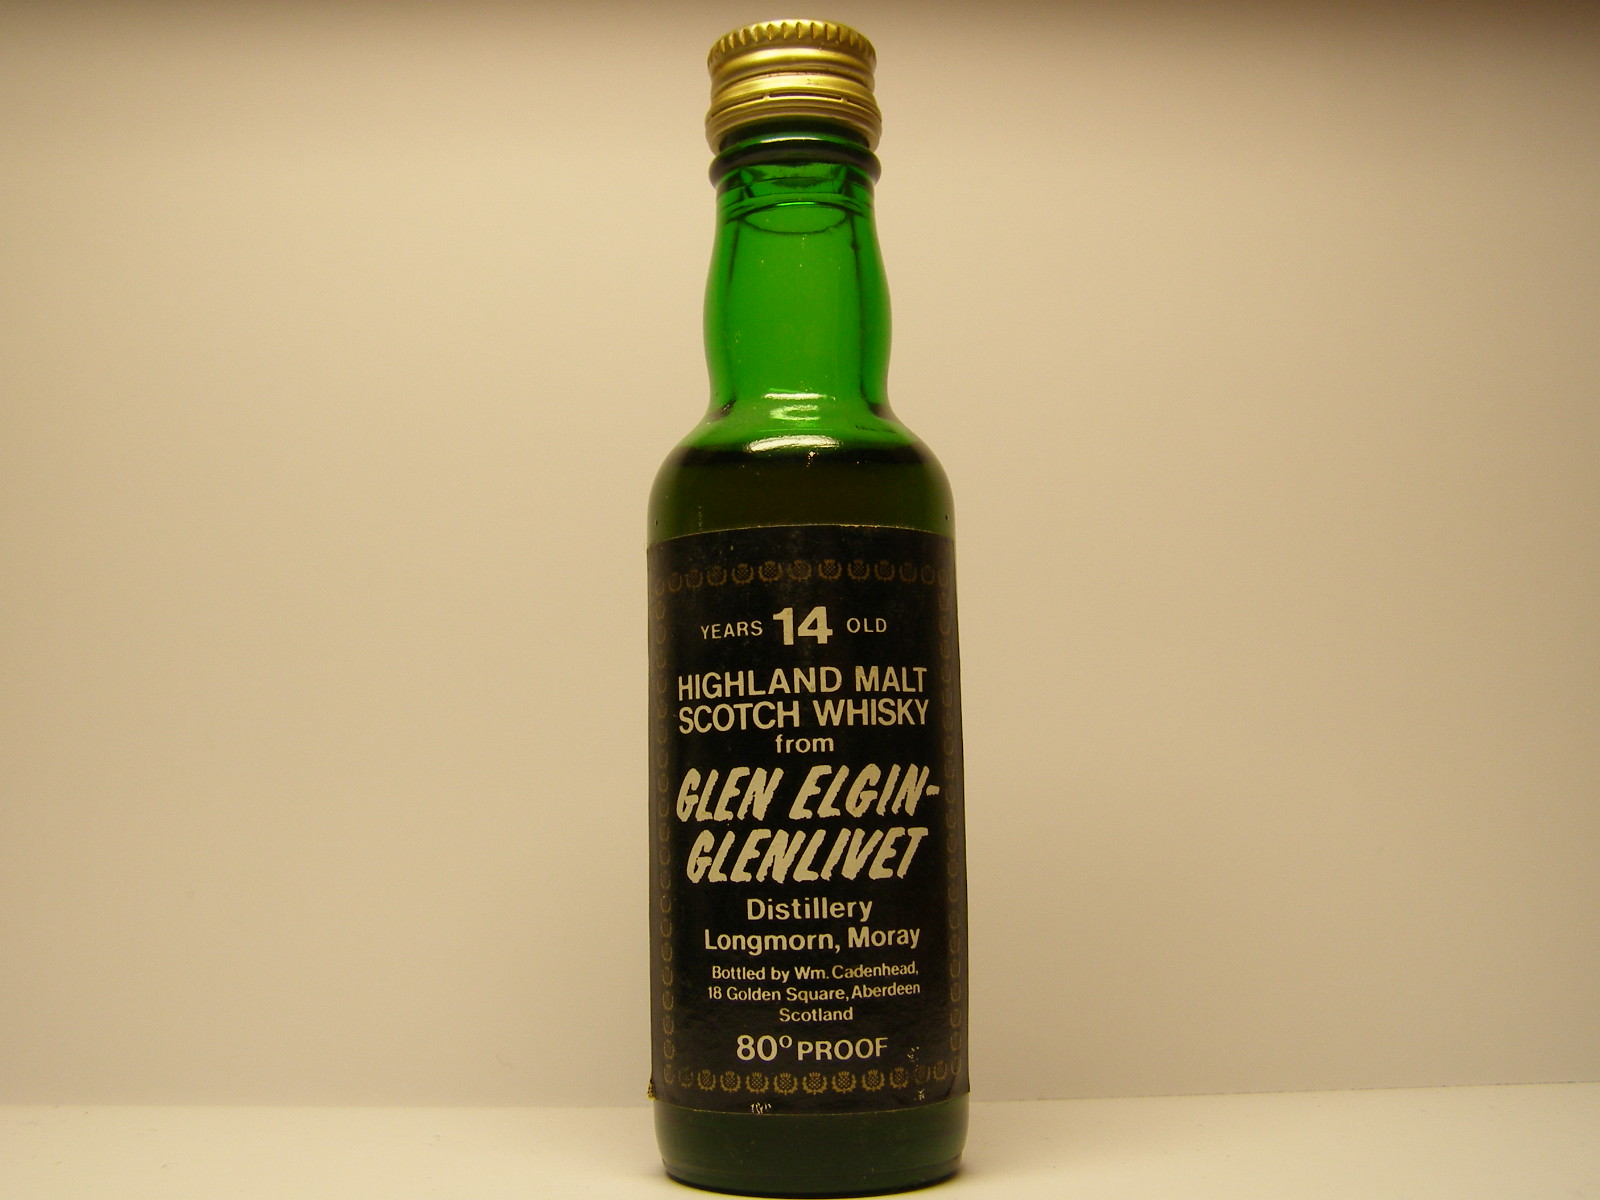 YEARS 14 OLD
HIGHLAND MALT
SCOTCH WHISKY
from
GLEN ELGIN-
GLENLIVET
Distillery
Longmorn, Moray
Bottled by Wm. Cadenhead,
18 Golden Square, Aberdeen
Scotland
80º PROOF